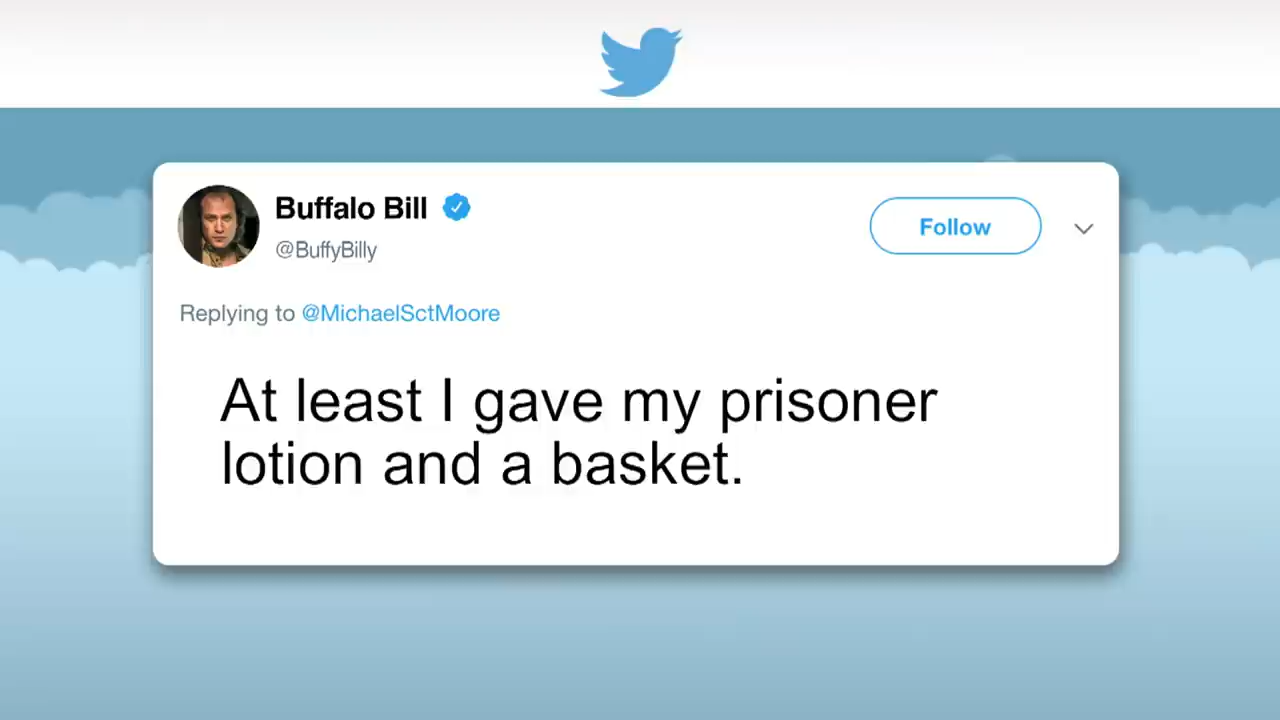 Buffalo Bill
@BuffyBilly
Follow
Replying to @MichaelSctMoore
At least I gave my prisoner
lotion and a basket.